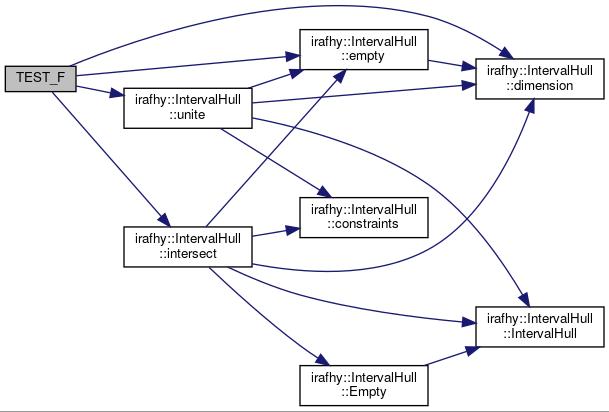 TEST_F
irafhy::IntervalHull
::empty
irafhy::IntervalHull
::dimension
irafhy::IntervalHull
::unite
irafhy::IntervalHull
::constraints
irafhy::IntervalHull
::intersect
irafhy::IntervalHull
::IntervalHull
irafhy::IntervalHull
::Empty